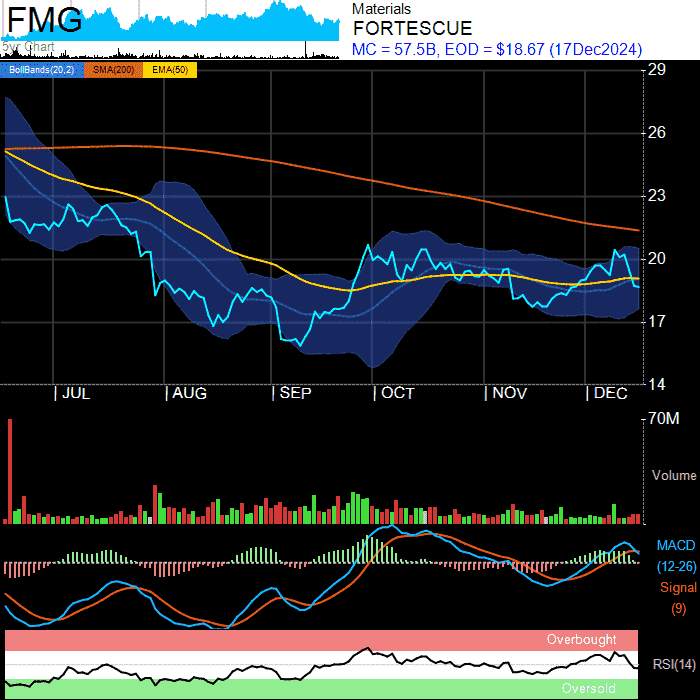 FMG
5yr Chart
Materials
FORTESCUE
MC = 57.5B, EOD = $18.67 (17Dec2024)
BollBands(20,2) SMA(200) EMA(50)
29
26
23
20
17
14
| JUL | AUG | SEP | OCT | NOV | DEC
70M
Volume
MACD
(12-26)
Signal
(9)
Overbought
RSI(14)
Oversold